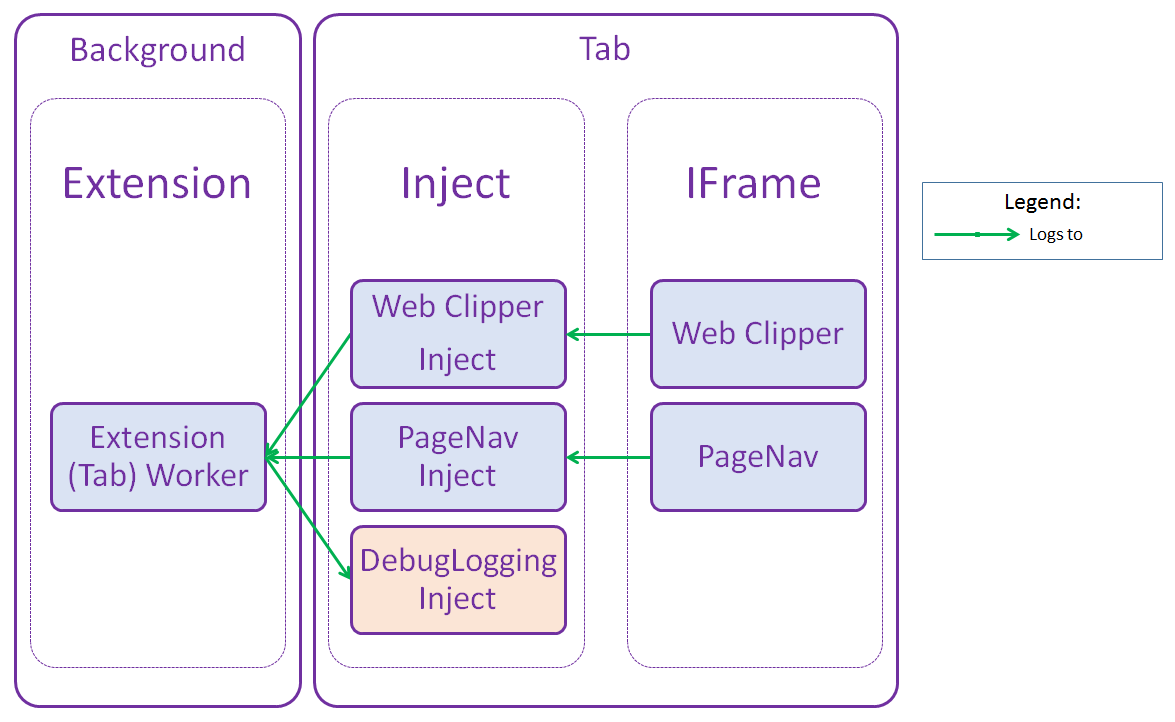 Background
Tab
Extension
Inject
IFrame
Legend:
Logs to
Web Clipper
Inject
Web Clipper
Extension
(Tab) Worker
PageNav
Inject
PageNav
DebugLogging
Inject